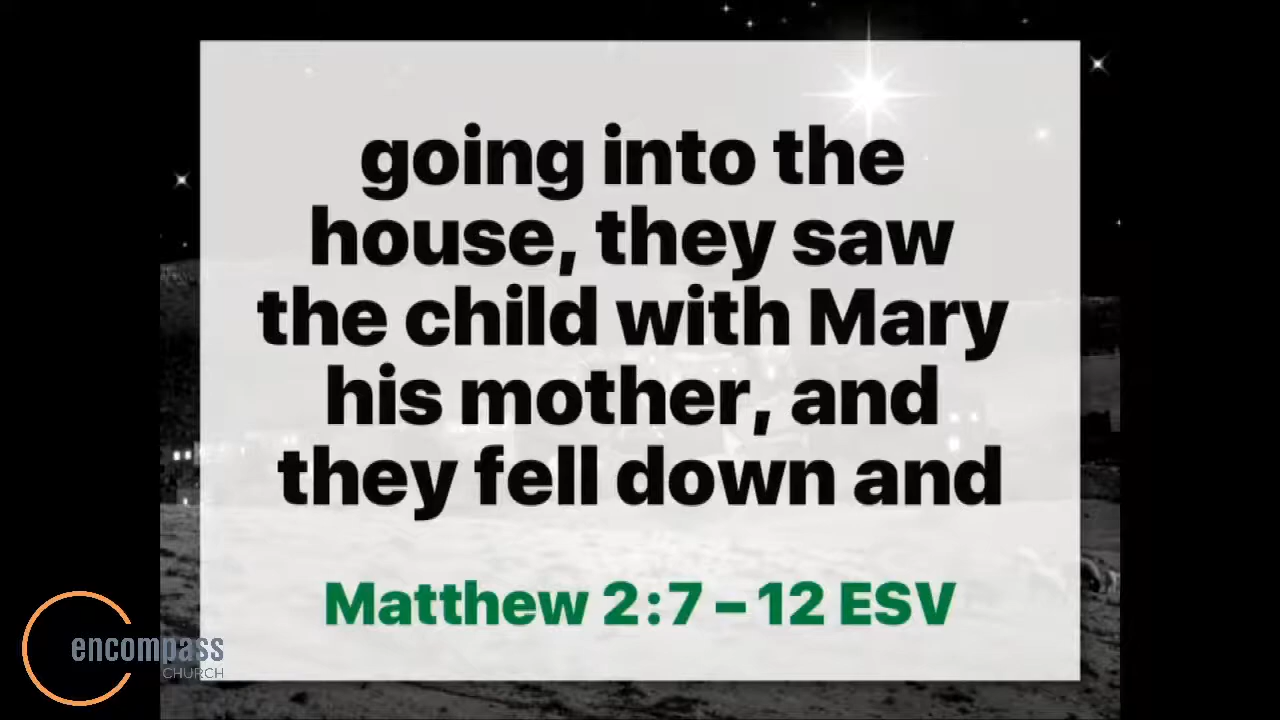 going into the
house, they saw
the child with Mary
his mother, and
they fell down and
Matthew 2:7 – 12 ESV
encompass
CHURCH